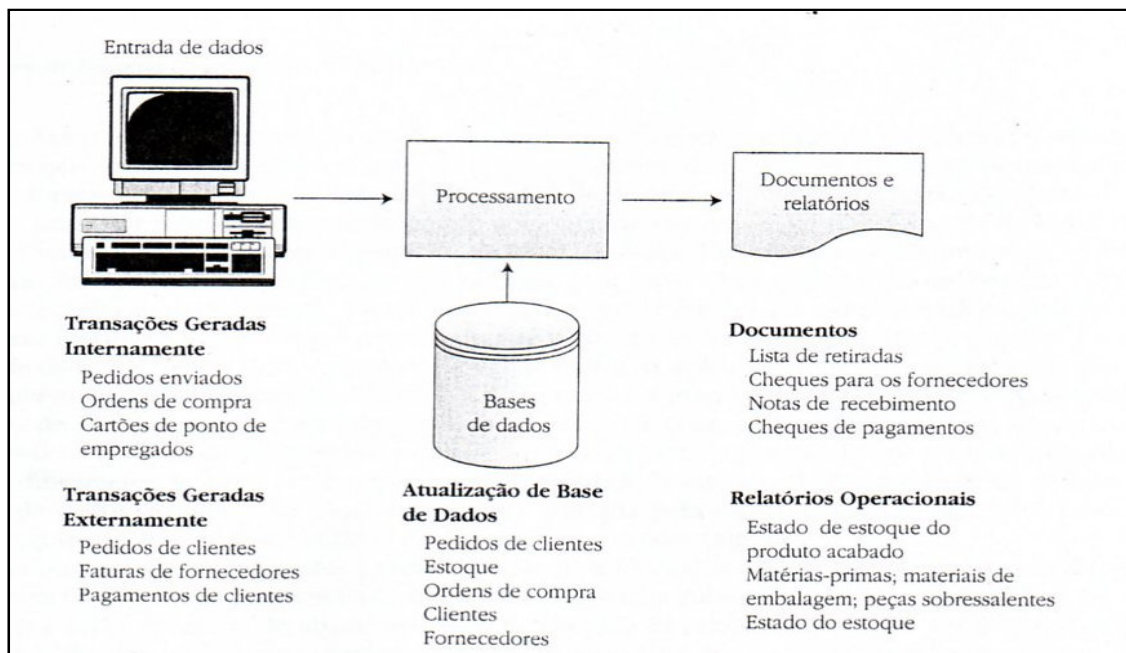 Entrada de dados
Processamento
Documentos e
relatórios
Bases
de dados
Transações Geradas
Internamente
Pedidos enviados
Ordens de compra
Cartões de ponto de
empregados
Transações Geradas
Externamente
Pedidos de clientes
Faturas de fornecedores
Pagamentos de clientes
Atualização de Base
de Dados
Pedidos de clientes
Estoque
Ordens de compra
Clientes
Fornecedores
Documentos
Lista de retiradas
Cheques para os fornecedores
Notas de recebimento
Cheques de pagamentos
Relatórios Operacionais
Estado de estoque do
produto acabado
Matérias-primas; materiais de
embalagem; peças sobressalentes
Estado do estoque